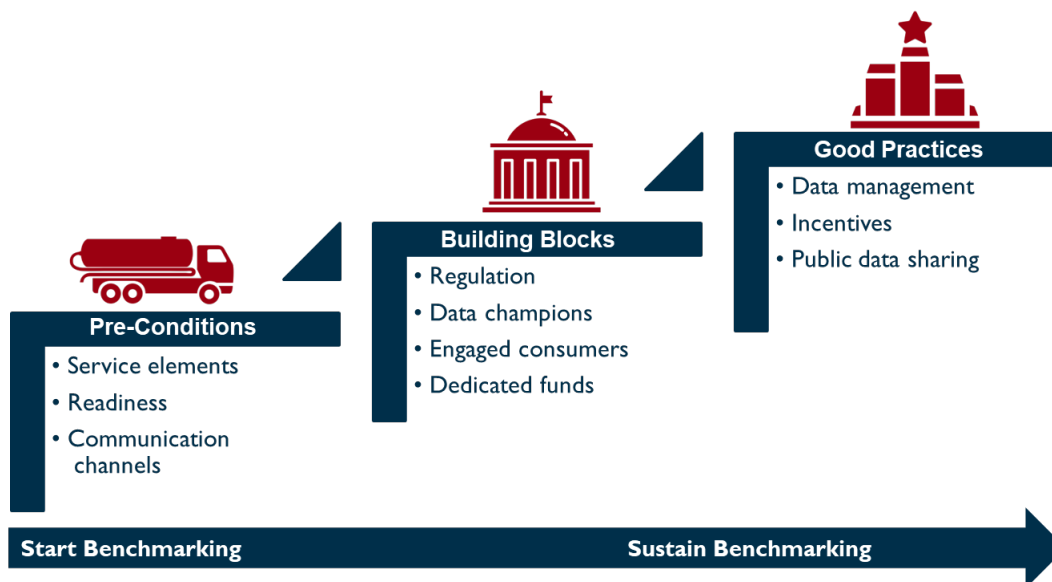 Pre-Conditions
• Service elements
• Readiness
• Communication
channels
Building Blocks
• Regulation
• Data champions
• Engaged consumers
• Dedicated funds
Good Practices
• Data management
• Incentives
• Public data sharing
Start Benchmarking
Sustain Benchmarking